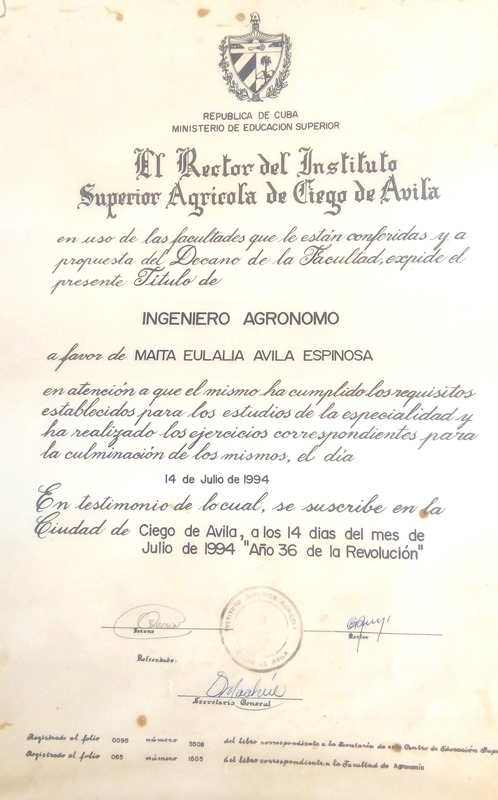 REPUBLICA DE CUBA
MINISTERIO DE EDUCACION SUPERIOR
El Rector del Instituto
Superior Agrícola de Ciego de Avila
en uso de las facultades que le están conferidas y a
propuesta del Decano de la Facultad, expide el
presente Título de
INGENIERO AGRONOMO
a favor de MAITA EULALIA AVILA ESPINOSA
en atención a que el mismo ha cumplido los requisitos
establecidos para los estudios de la especialidad y
ha realizado los ejercicios correspondientes para
la culminación de los mismos, el día
14 de Julio de 1994
En testimonio de lo cual, se suscribe en la
Ciudad de Ciego de Avila, a los 14 dias del mes de
Julio de 1994 "Año 36 de la Revolución"
INSTITUTO SUPERIOR AGRICOLA
CIEGO DE AVILA
Decano
Rector
Refrendado:
Secretario General
Registrado al folio 0098 número 3508 del libro correspondiente a la Secretaría de este Centro de Educación Supe
Registrado al folio 065 número 1605 del libro correspondiente a la Facultad de Agronomía